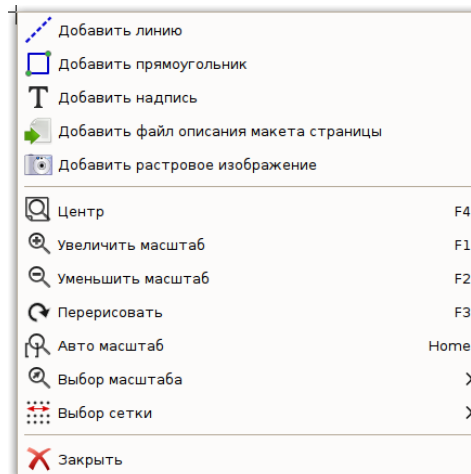 Добавить линию
Добавить прямоугольник
Добавить надпись
Добавить файл описания макета страницы
Добавить растровое изображение
Центр F4
Увеличить масштаб F1
Уменьшить масштаб F2
Перерисовать F3
Авто масштаб Home
Выбор масштаба
Выбор сетки
Закрыть